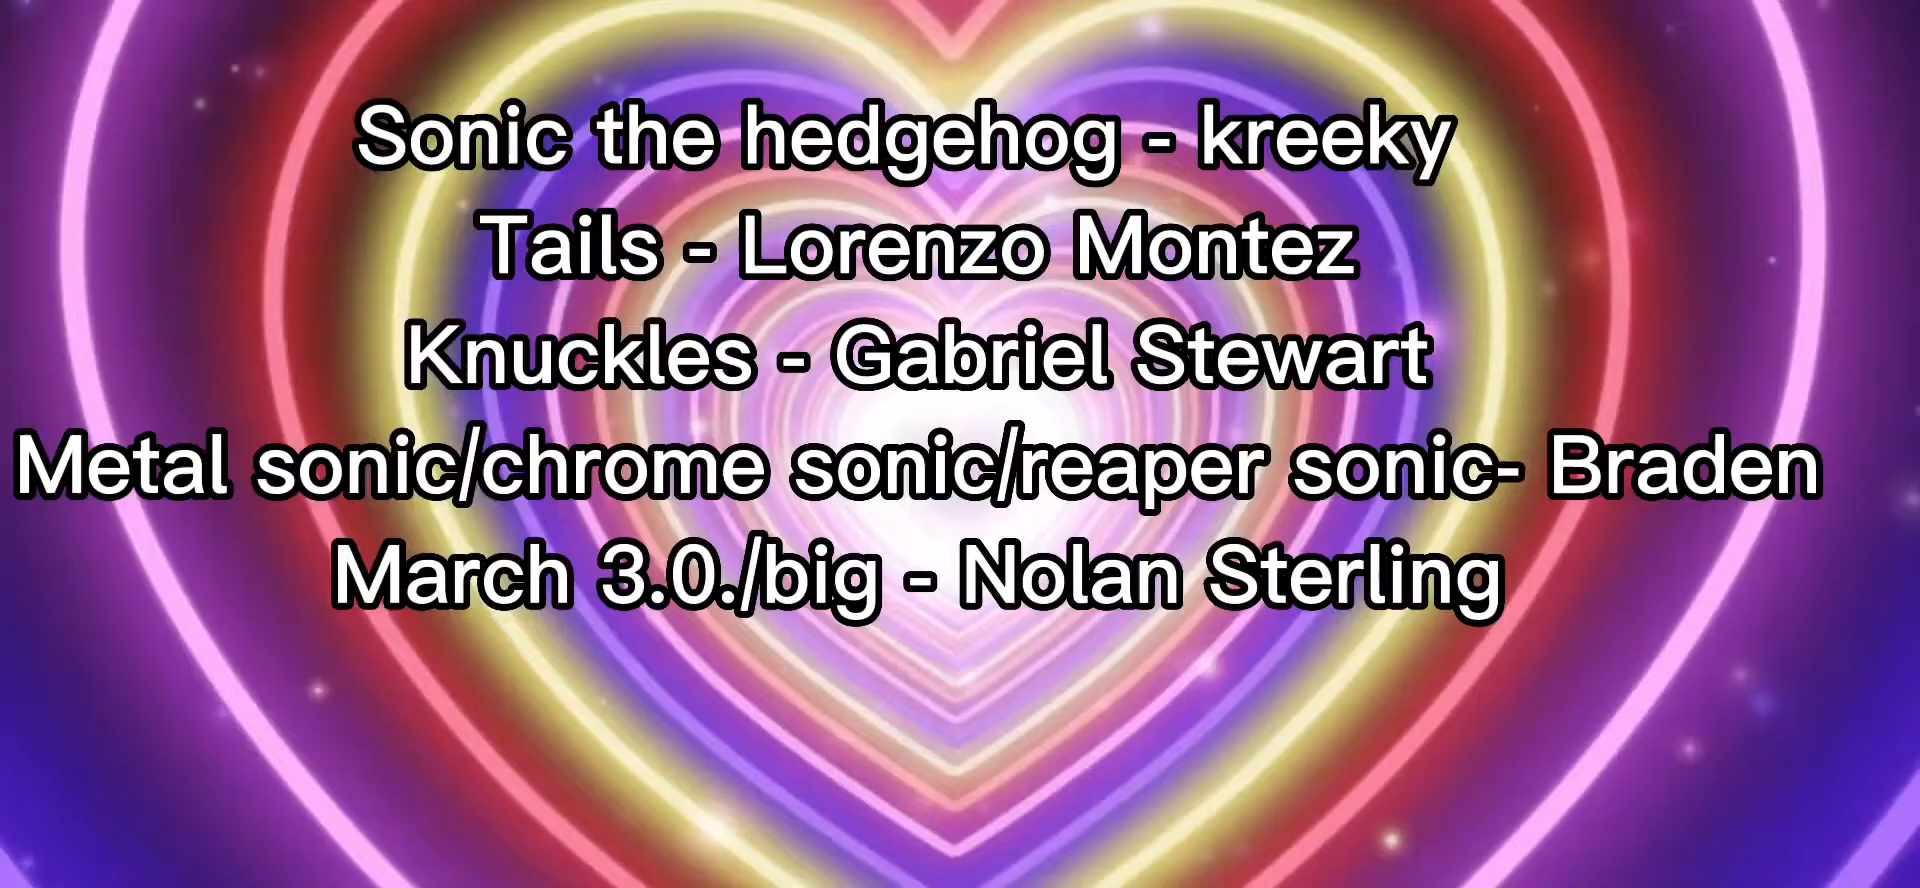 Sonic the hedgehog - kreeky
Tails - Lorenzo Montez
Knuckles - Gabriel Stewart
Metal sonic/chrome sonic/reaper sonic- Braden
March 3.0./big - Nolan Sterling